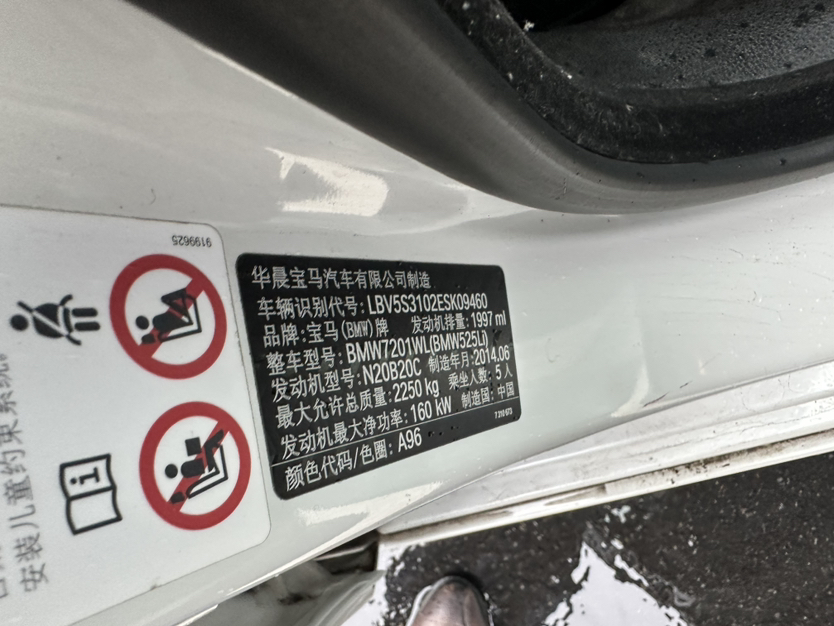 9199625
安装儿童约束系统。
华晨宝马汽车有限公司制造
车辆识别代号: LBV5S3102ESK09460
品牌: 宝马(BMW)牌 发动机排量: 1997 ml
整车型号: BMW7201WL(BMW525Li)
发动机型号: N20B20C 制造年月: 2014.06
最大允许总质量: 2250 kg 乘坐人数: 5 人
发动机最大净功率: 160 kW 制造国: 中国
颜色代码/色圈: A96
7 310 673